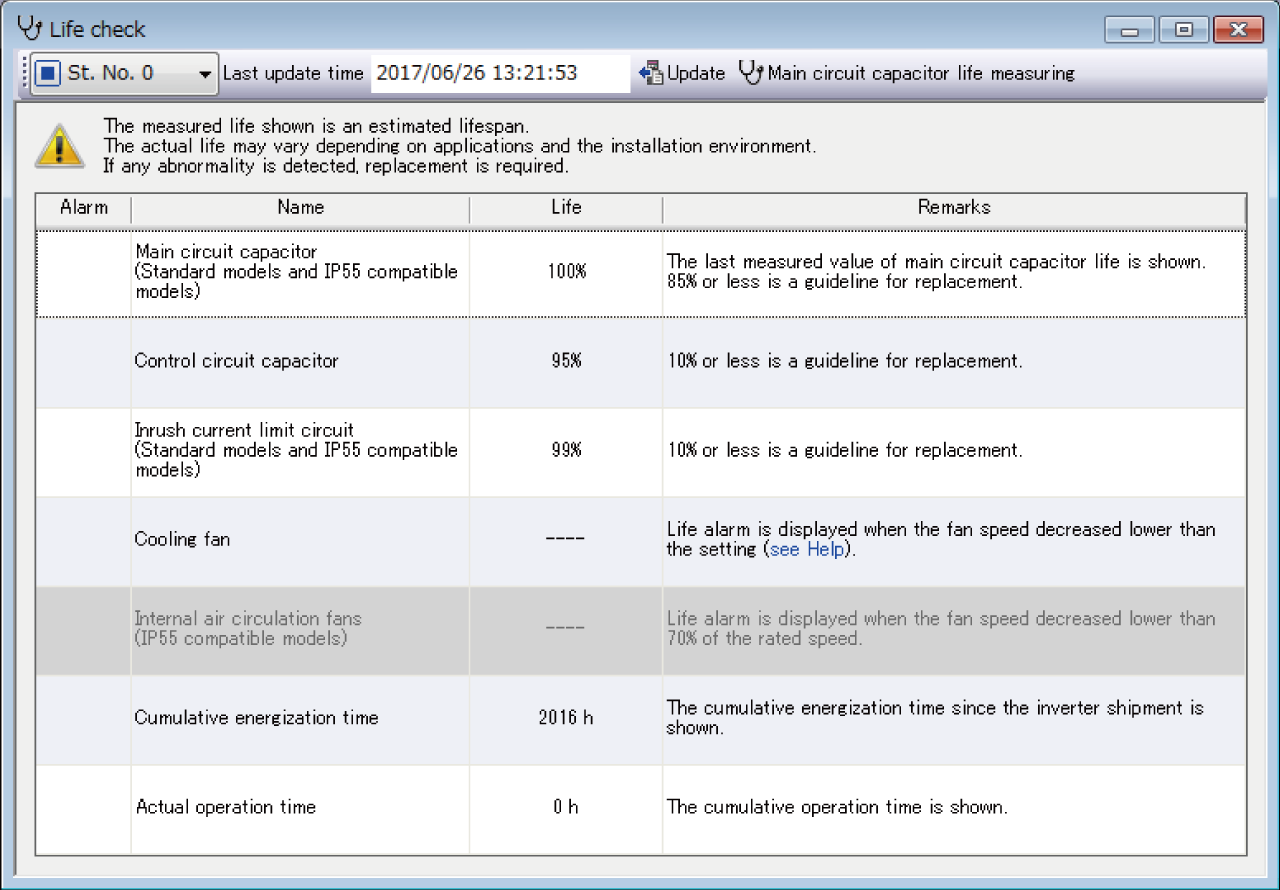 Life check
St. No. 0
Last update time 2017/06/26 13:21:53 Update Main circuit capacitor life measuring
The measured life shown is an estimated lifespan.
The actual life may vary depending on applications and the installation environment.
If any abnormality is detected, replacement is required.
Alarm Name Life Remarks
Main circuit capacitor
(Standard models and IP55 compatible
models)
100%
The last measured value of main circuit capacitor life is shown.
85% or less is a guideline for replacement.
Control circuit capacitor
95%
10% or less is a guideline for replacement.
Inrush current limit circuit
(Standard models and IP55 compatible
models)
99%
10% or less is a guideline for replacement.
Cooling fan
----
Life alarm is displayed when the fan speed decreased lower than
the setting (see Help).
Internal air circulation fans
(IP55 compatible models)
----
Life alarm is displayed when the fan speed decreased lower than
70% of the rated speed.
Cumulative energization time
2016 h
The cumulative energization time since the inverter shipment is
shown.
Actual operation time
0 h
The cumulative operation time is shown.